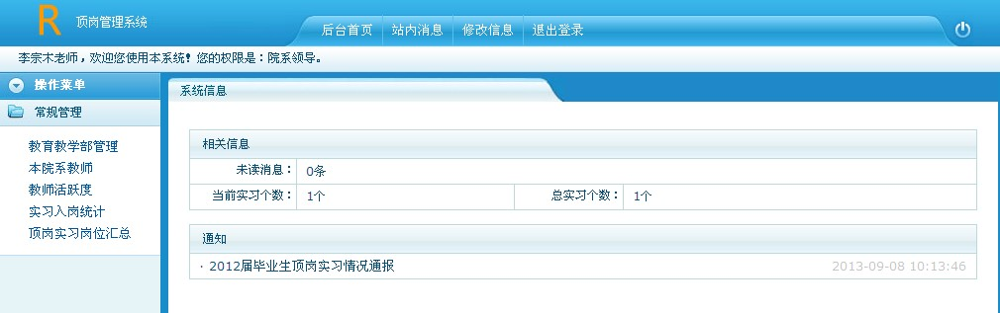 R 顶岗管理系统
后台首页 站内消息 修改信息 退出登录
李宗术老师，欢迎您使用本系统！您的权限是：院系领导。
操作菜单
常规管理
教育教学部管理
本院系教师
教师活跃度
实习入岗统计
顶岗实习岗位汇总
系统信息
相关信息
未读消息： 0条
当前实习个数： 1个 总实习个数： 1个
通知
· 2012届毕业生顶岗实习情况通报 2013-09-08 10:13:46